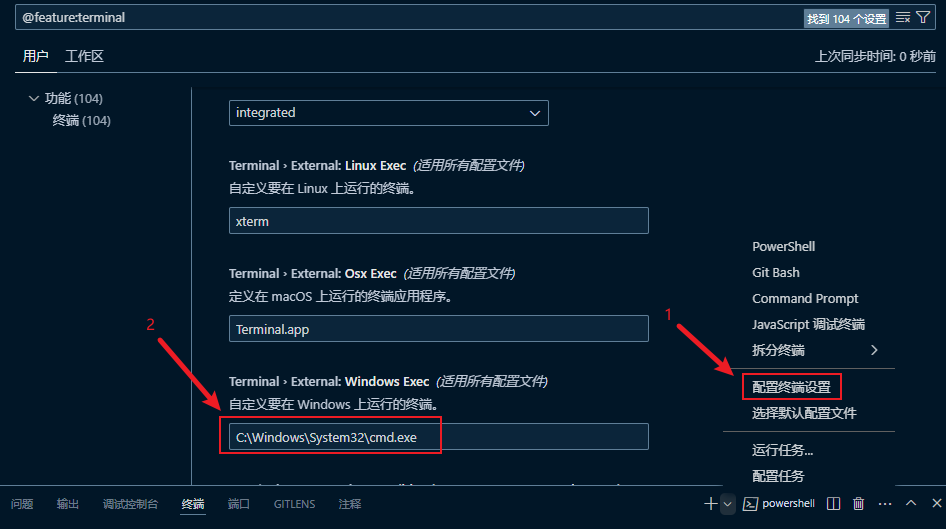 @feature:terminal
找到 104 个设置
用户 工作区
上次同步时间: 0 秒前
功能 (104)
终端 (104)
integrated
Terminal › External: Linux Exec (适用所有配置文件)
自定义要在 Linux 上运行的终端。
xterm
Terminal › External: Osx Exec (适用所有配置文件)
定义在 macOS 上运行的终端应用程序。
Terminal.app
2
Terminal › External: Windows Exec (适用所有配置文件)
自定义要在 Windows 上运行的终端。
C:\Windows\System32\cmd.exe
PowerShell
Git Bash
Command Prompt
1
JavaScript 调试终端
拆分终端
配置终端设置
选择默认配置文件
运行任务...
配置任务
问题 输出 调试控制台 终端 端口 GITLENS 注释
powershell